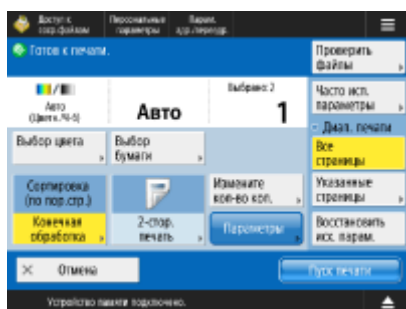 Доступ к
сохр.файлам
Персональные
параметры
Парам.
адр./переадр.
Готов к печати.
Проверить
файлы
Авто
(Цветн./Ч-б)
Авто
Выбрано: 2
1
Часто исп.
параметры
Диап. печати
Выбор цвета
Выбор
бумаги
Все
страницы
Сортировка
(по пор.стр.)
Измените
кол-во коп.
Указанные
страницы
Конечная
обработка
2-стор.
печать
Параметры
Восстановить
исх. парам.
Отмена
Пуск печати
Устройство памяти подключено.